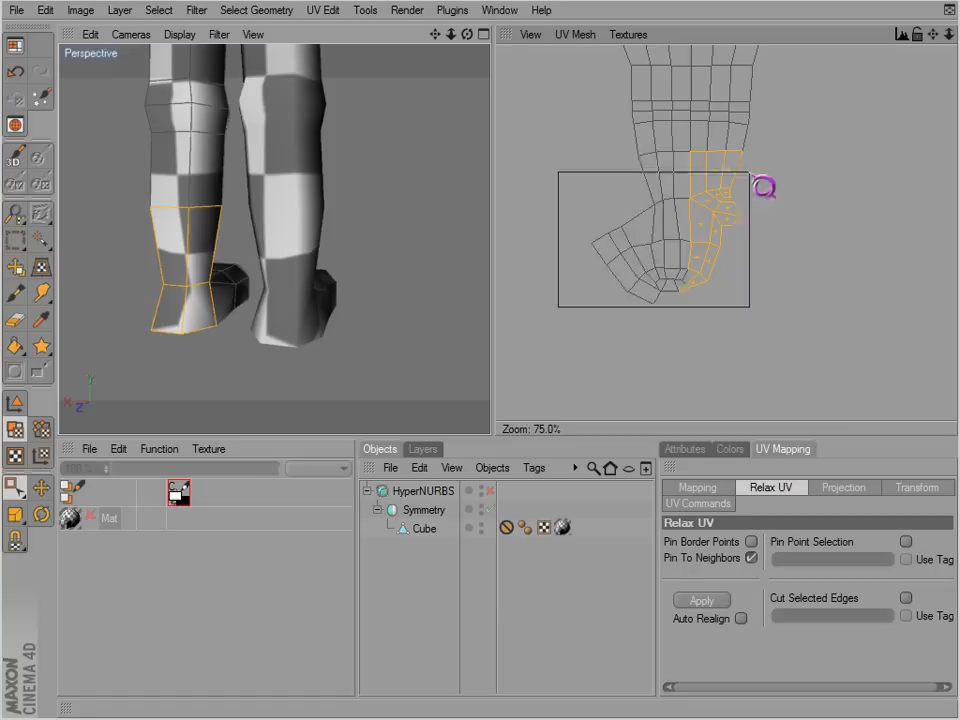 File Edit Image Layer Select Filter Select Geometry UV Edit Tools Render Plugins Window Help
Edit Cameras Display Filter View
View UV Mesh Textures
Perspective
3D
X Y Z
Zoom: 75.0%
File Edit Function Texture
100 %
Mat
Objects Layers
File Edit View Objects Tags
HyperNURBS
Symmetry
Cube
Attributes Colors UV Mapping
Mapping Relax UV Projection Transform
UV Commands
Relax UV
Pin Border Points Pin Point Selection
Pin To Neighbors Use Tag
Apply Cut Selected Edges
Auto Realign Use Tag
MAXON
CINEMA 4D